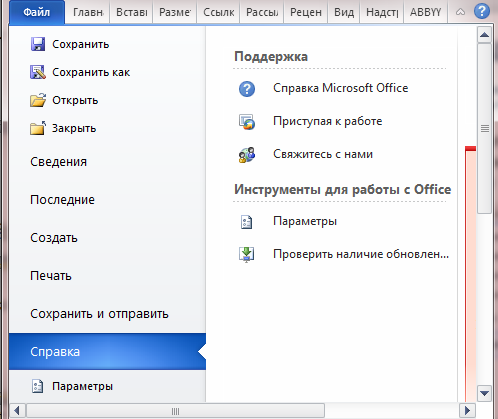 Файл Главн Встав Разме Ссылк Рассы Рецен Вид Надст ABBYY
Сохранить
Сохранить как
Открыть
Закрыть
Сведения
Последние
Создать
Печать
Сохранить и отправить
Справка
Параметры
Поддержка
Справка Microsoft Office
Приступая к работе
Свяжитесь с нами
Инструменты для работы с Office
Параметры
Проверить наличие обновлен...